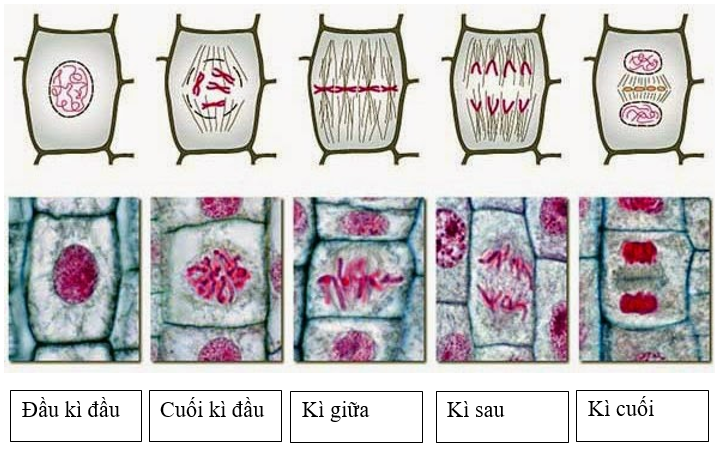 Đầu kì đầu
Cuối kì đầu
Kì giữa
Kì sau
Kì cuối